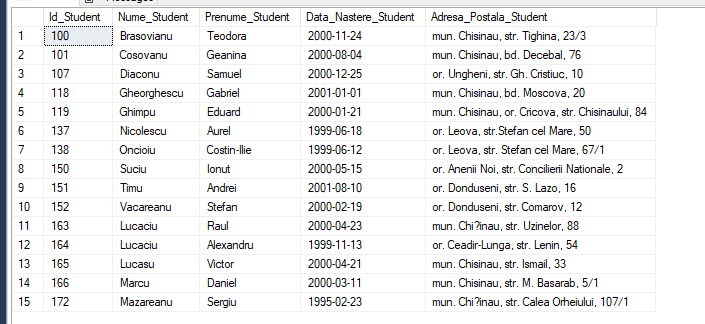 Id_Student Nume_Student Prenume_Student Data_Nastere_Student Adresa_Postala_Student
1 100 Brasovianu Teodora 2000-11-24 mun. Chisinau, str. Tighina, 23/3
2 101 Cosovanu Geanina 2000-08-04 mun. Chisinau, bd. Decebal, 76
3 107 Diaconu Samuel 2000-12-25 or. Ungheni, str. Gh. Cristiuc, 10
4 118 Gheorghescu Gabriel 2001-01-01 mun. Chisinau, bd. Moscova, 20
5 119 Ghimpu Eduard 2000-01-21 mun. Chisinau, or. Cricova, str. Chisinaului, 84
6 137 Nicolescu Aurel 1999-06-18 or. Leova, str.Stefan cel Mare, 50
7 138 Oncioiu Costin-Ilie 1999-06-12 or. Leova, str. Stefan cel Mare, 67/1
8 150 Suciu Ionut 2000-05-15 or. Anenii Noi, str. Concilierii Nationale, 2
9 151 Timu Andrei 2001-08-10 or. Donduseni, str. S. Lazo, 16
10 152 Vacareanu Stefan 2000-02-19 or. Donduseni, str. Comarov, 12
11 163 Lucaciu Raul 2000-04-23 mun. Chi?inau, str. Uzinelor, 88
12 164 Lucaciu Alexandru 1999-11-13 or. Ceadir-Lunga, str. Lenin, 54
13 165 Lucasu Victor 2000-04-21 mun. Chisinau, str. Ismail, 33
14 166 Marcu Daniel 2000-03-11 mun. Chisinau, str. M. Basarab, 5/1
15 172 Mazareanu Sergiu 1995-02-23 mun. Chi?inau, str. Calea Orheiului, 107/1